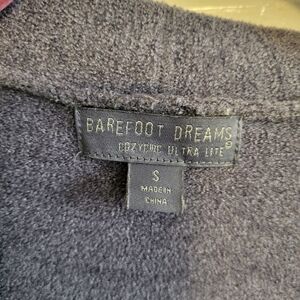 BAREFOOT DREAMS®
COZYCHIC ULTRA LITE
S
MADE IN
CHINA